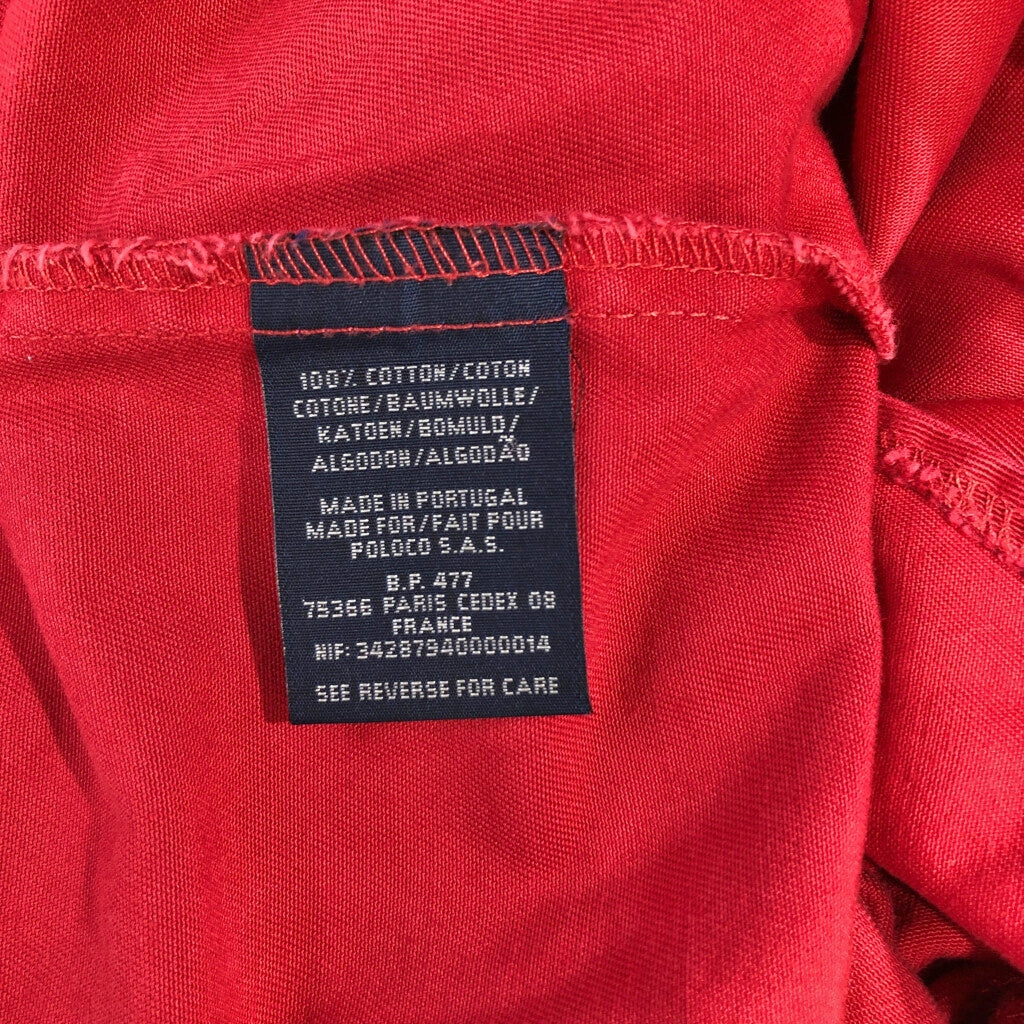 100% COTTON/COTON
COTONE/BAUMWOLLE/
KATOEN/BOMULD/
ALGODON/ALGODÃO
MADE IN PORTUGAL
MADE FOR/FAIT POUR
POLOCO S.A.S.
B.P. 477
75366 PARIS CEDEX 08
FRANCE
NIF: 34287940000014
SEE REVERSE FOR CARE